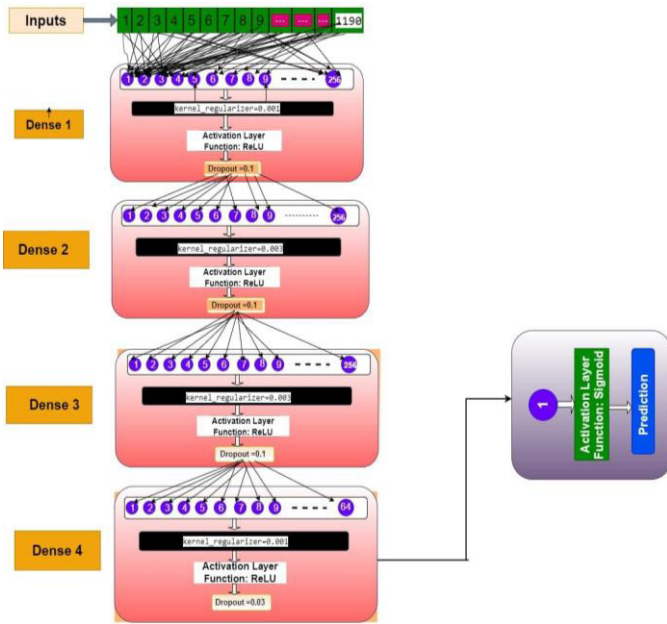 Inputs
1 2 3 4 5 6 7 8 9 --- --- --- 1190
Dense 1
1 2 3 4 5 6 7 8 9 256
kernel_regularizer=0.001
Activation Layer
Function: ReLU
Dropout =0.1
Dense 2
1 2 3 4 5 6 7 8 9 ---------- 256
kernel_regularizer=0.003
Activation Layer
Function: ReLU
Dropout =0.1
Dense 3
1 2 3 4 5 6 7 8 9 256
kernel_regularizer=0.003
Activation Layer
Function: ReLU
Dropout =0.1
Dense 4
1 2 3 4 5 6 7 8 9 64
kernel_regularizer=0.001
Activation Layer
Function: ReLU
Dropout =0.03
1
Activation Layer
Function: Sigmoid
Prediction